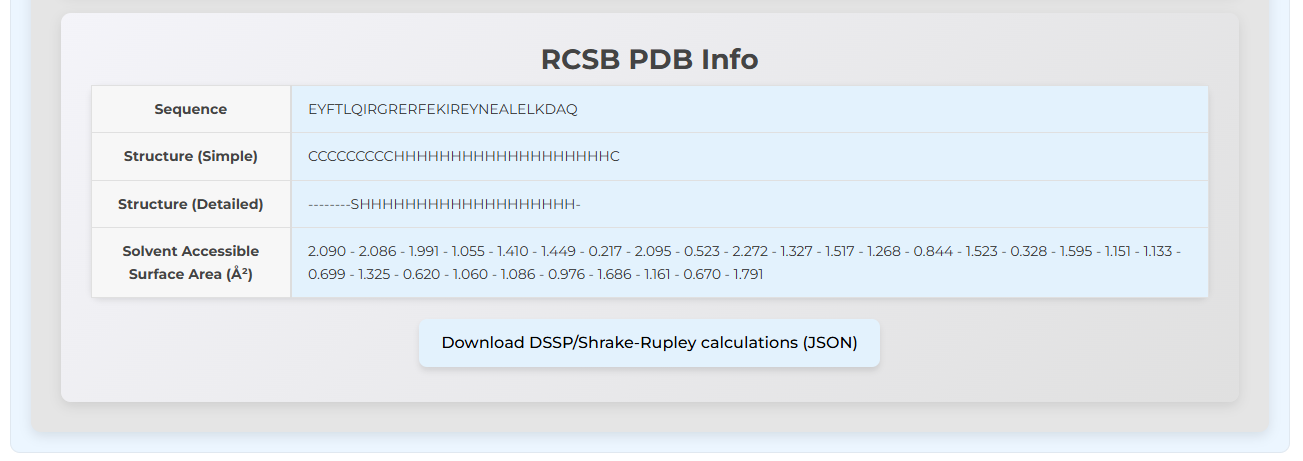 RCSB PDB Info
Sequence
EYFTLQIRGRERFEKIREYNEALELKDAQ
Structure (Simple)
CCCCCCCCCHHHHHHHHHHHHHHHHHHHC
Structure (Detailed)
--------SHHHHHHHHHHHHHHHHHHH-
Solvent Accessible
Surface Area (Å²)
2.090 - 2.086 - 1.991 - 1.055 - 1.410 - 1.449 - 0.217 - 2.095 - 0.523 - 2.272 - 1.327 - 1.517 - 1.268 - 0.844 - 1.523 - 0.328 - 1.595 - 1.151 - 1.133 -
0.699 - 1.325 - 0.620 - 1.060 - 1.086 - 0.976 - 1.686 - 1.161 - 0.670 - 1.791
Download DSSP/Shrake-Rupley calculations (JSON)